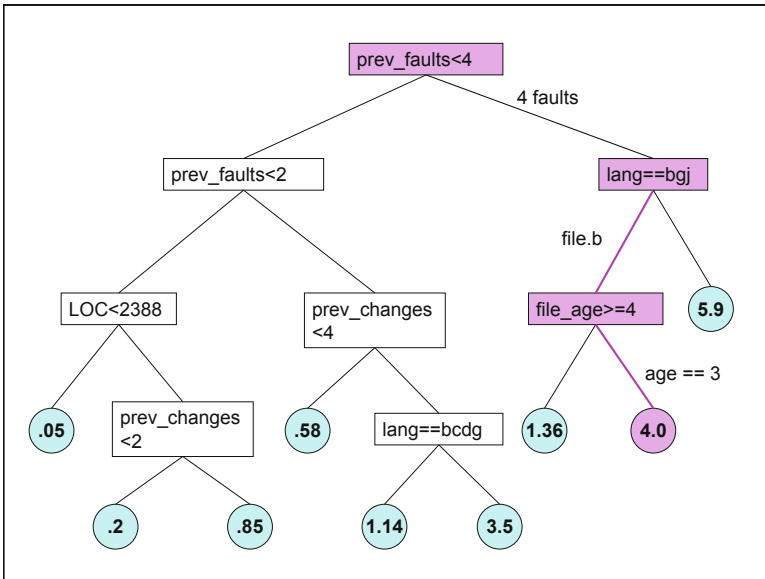 prev_faults<4
4 faults
prev_faults<2
lang==bgj
file.b
LOC<2388
prev_changes
<4
file_age>=4
5.9
age == 3
.05
prev_changes
<2
.58
lang==bcdg
1.36
4.0
.2
.85
1.14
3.5